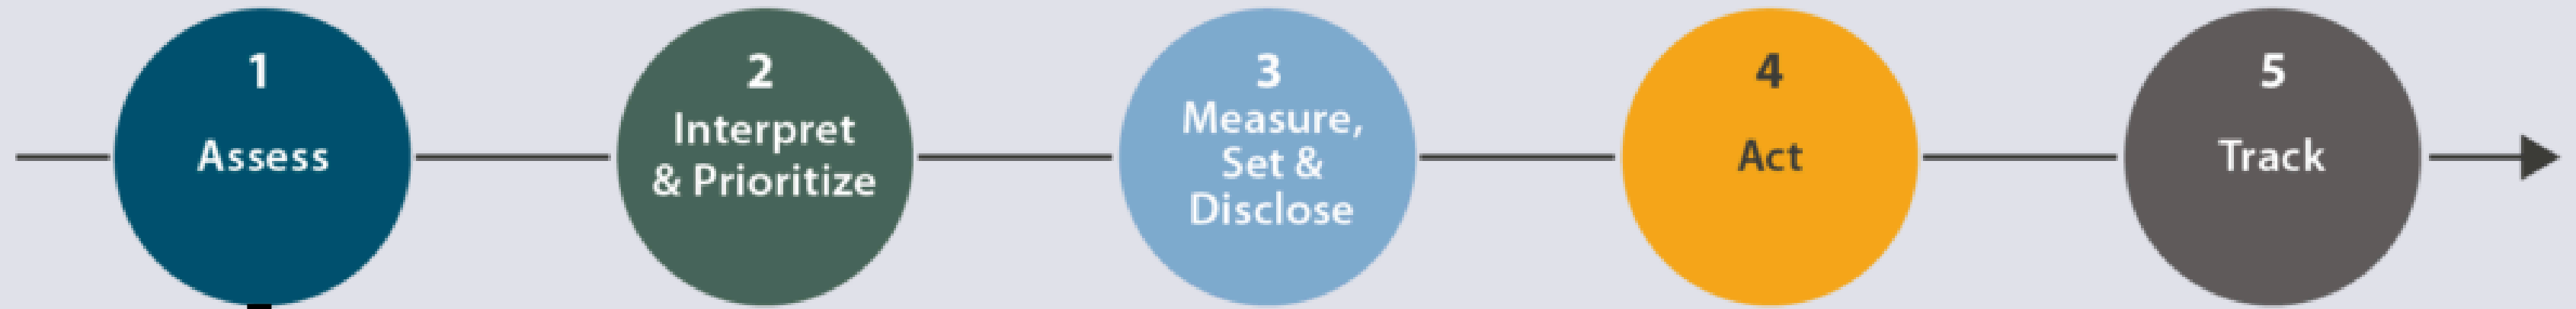 1
Assess
2
Interpret
& Prioritize
3
Measure,
Set &
Disclose
4
Act
5
Track